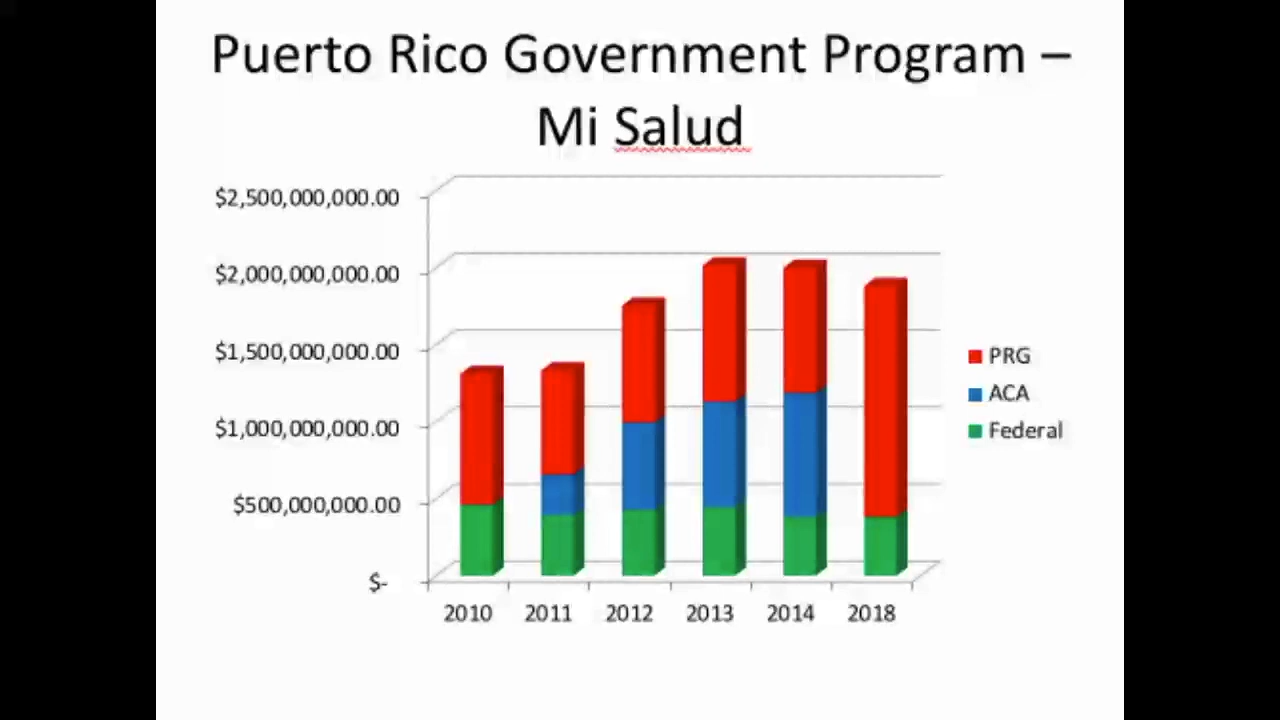 Puerto Rico Government Program –
Mi Salud
$2,500,000,000.00
$2,000,000,000.00
$1,500,000,000.00
$1,000,000,000.00
$500,000,000.00
$-
2010 2011 2012 2013 2014 2018
PRG
ACA
Federal